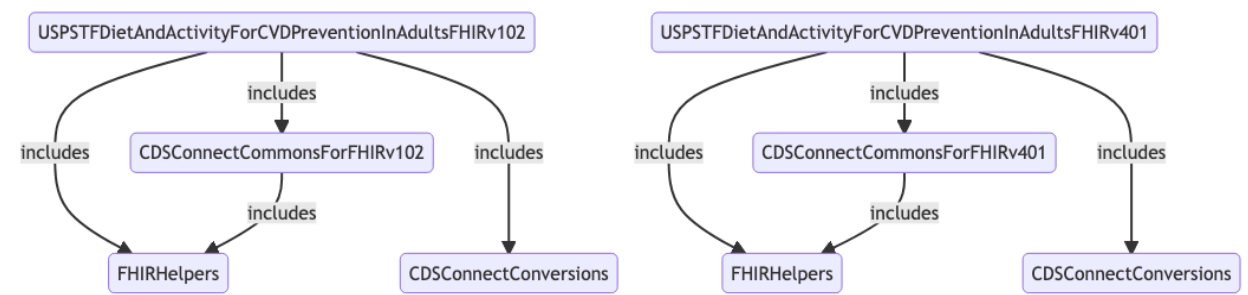 USPSTFDietAndActivityForCVDPreventionInAdultsFHIRv102
includes
includes
CDSConnectCommonsForFHIRv102
includes
includes
FHIRHelpers
CDSConnectConversions
USPSTFDietAndActivityForCVDPreventionInAdultsFHIRv401
includes
includes
CDSConnectCommonsForFHIRv401
includes
includes
FHIRHelpers
CDSConnectConversions